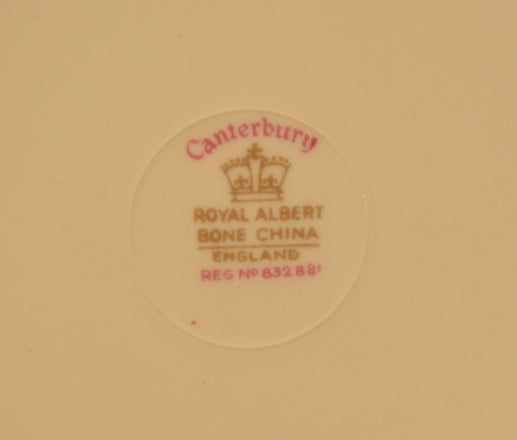 Canterbury
ROYAL ALBERT
BONE CHINA
ENGLAND
REG Nº 832881